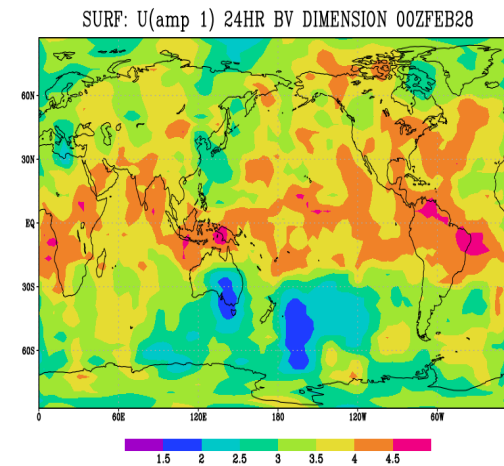 SURF: U(amp 1) 24HR BV DIMENSION 00ZFEB28
60N
30N
EQ
30S
60S
0 60E 120E 180 120W 60W
1.5 2 2.5 3 3.5 4 4.5